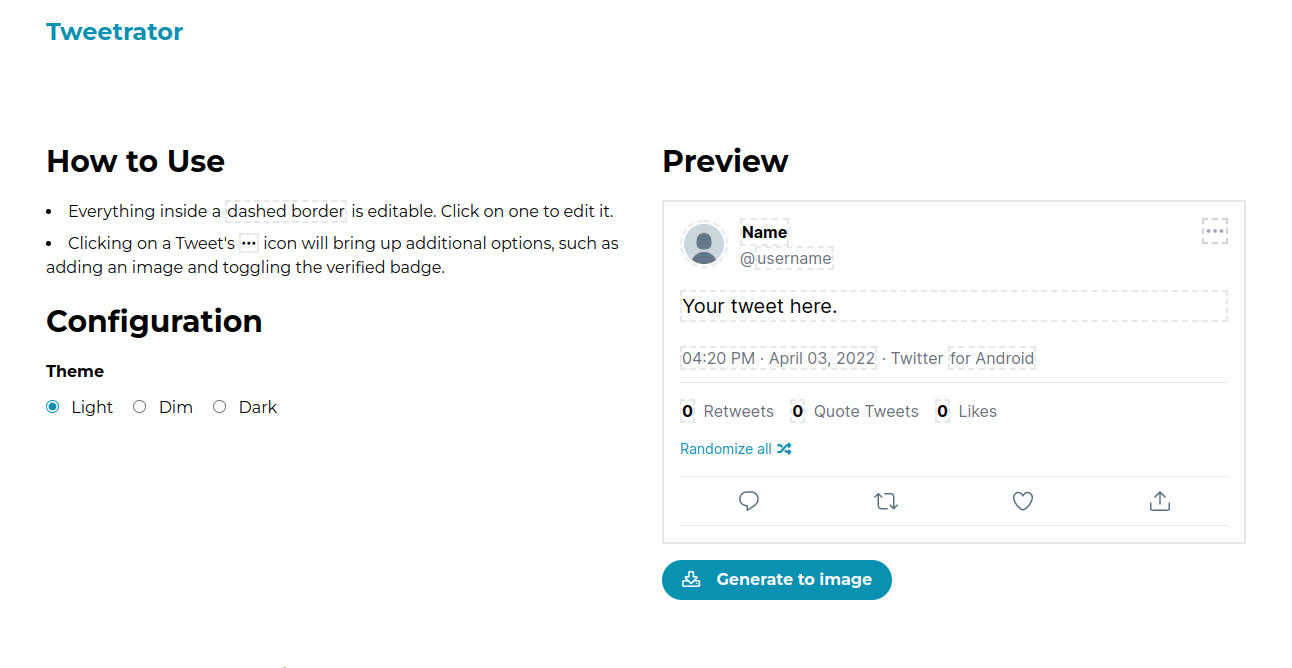 Tweetrator
How to Use
• Everything inside a dashed border is editable. Click on one to edit it.
• Clicking on a Tweet's ••• icon will bring up additional options, such as
adding an image and toggling the verified badge.
Configuration
Theme
Light Dim Dark
Preview
Name
@username
Your tweet here.
04:20 PM · April 03, 2022 · Twitter for Android
0 Retweets 0 Quote Tweets 0 Likes
Randomize all
Generate to image